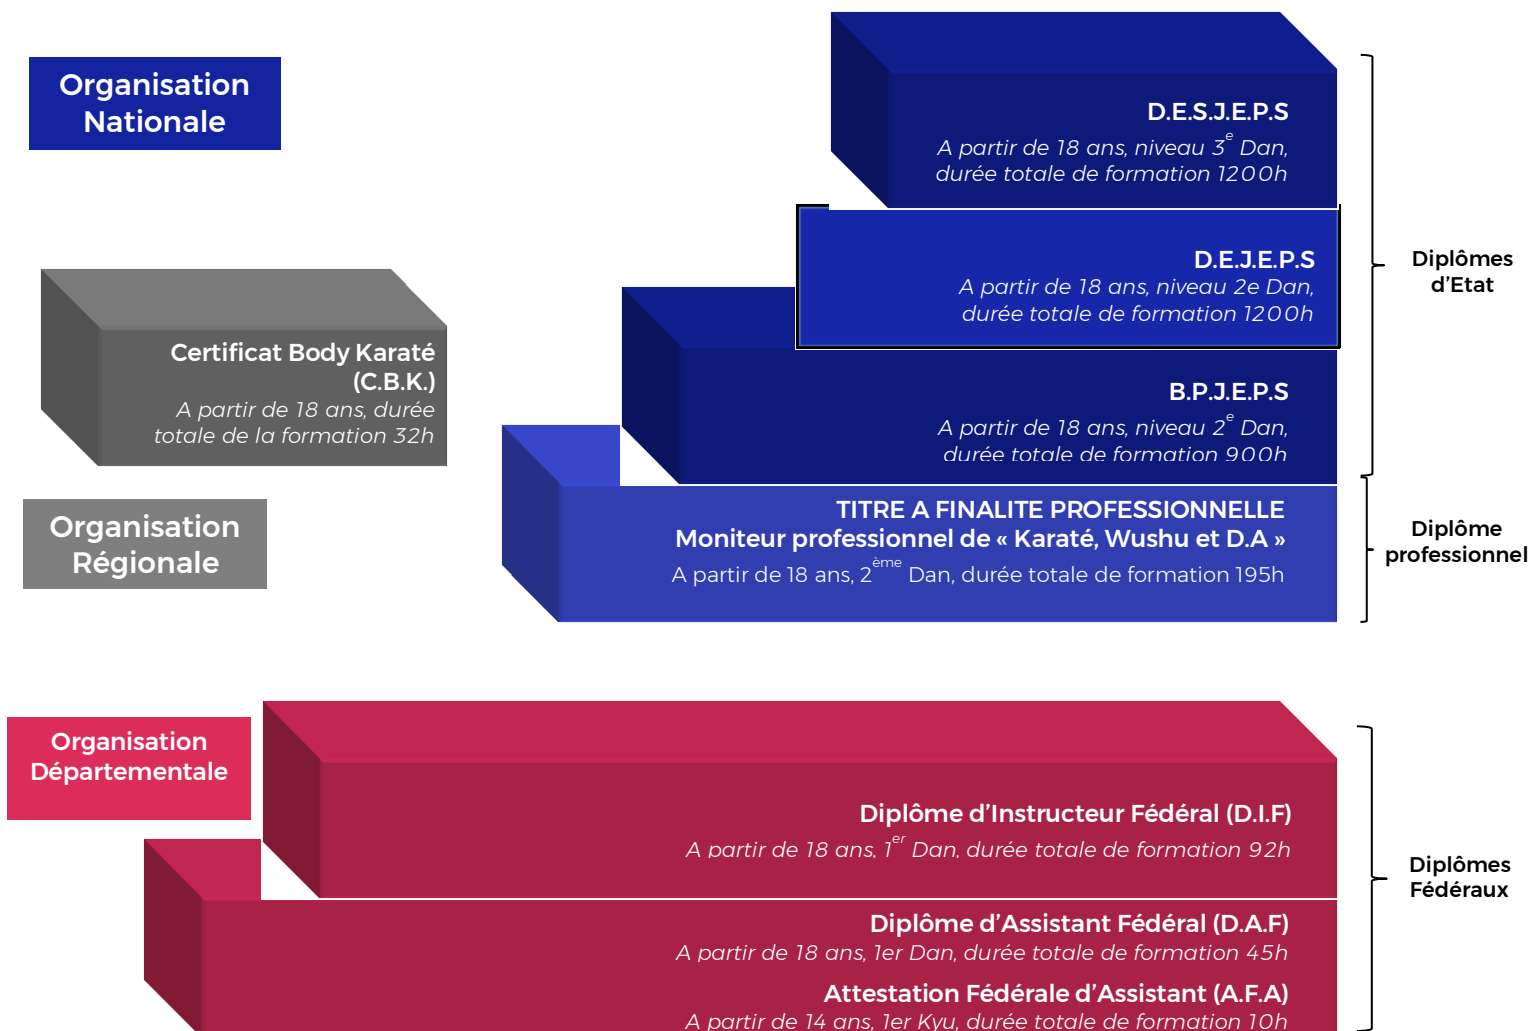 Organisation
Nationale
D.E.S.J.E.P.S
A partir de 18 ans, niveau 3e Dan,
durée totale de formation 1200h
D.E.J.E.P.S
A partir de 18 ans, niveau 2e Dan,
durée totale de formation 1200h
Diplômes
d'Etat
Certificat Body Karaté
(C.B.K.)
A partir de 18 ans, durée
totale de la formation 32h
B.P.J.E.P.S
A partir de 18 ans, niveau 2e Dan,
durée totale de formation 900h
Organisation
Régionale
TITRE A FINALITE PROFESSIONNELLE
Moniteur professionnel de « Karaté, Wushu et D.A »
A partir de 18 ans, 2ème Dan, durée totale de formation 195h
Diplôme
professionnel
Organisation
Départementale
Diplôme d'Instructeur Fédéral (D.I.F)
A partir de 18 ans, 1er Dan, durée totale de formation 92h
Diplômes
Fédéraux
Diplôme d'Assistant Fédéral (D.A.F)
A partir de 18 ans, 1er Dan, durée totale de formation 45h
Attestation Fédérale d'Assistant (A.F.A)
A partir de 14 ans, 1er Kyu, durée totale de formation 10h